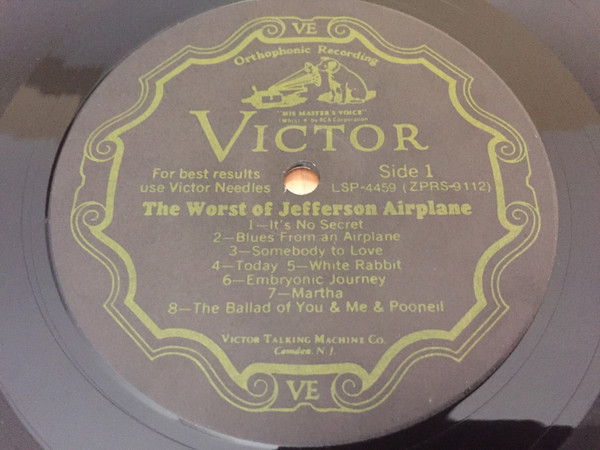 VE
Orthophonic Recording
"HIS MASTER'S VOICE"
VICTOR
For best results
use Victor Needles
Side 1
LSP-4459 (ZPRS-9112)
The Worst of Jefferson Airplane
1—It's No Secret
2—Blues From an Airplane
3—Somebody to Love
4—Today 5—White Rabbit
6—Embryonic Journey
7—Martha
8—The Ballad of You & Me & Pooneil
VICTOR TALKING MACHINE CO.
Camden, N.J.
VE